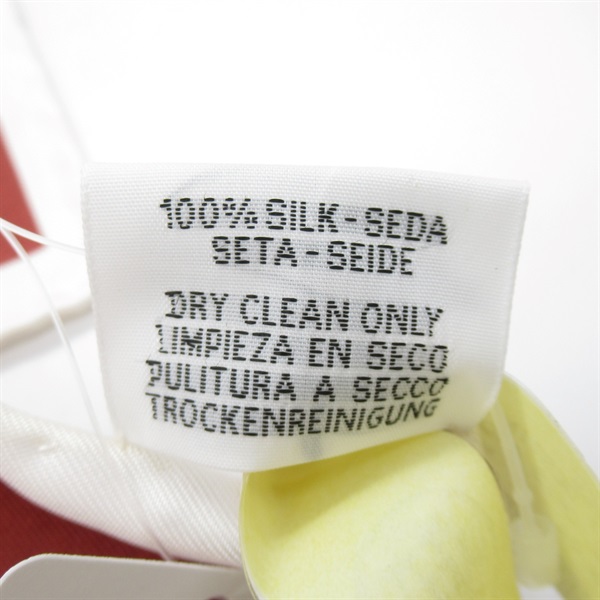 100% SILK-SEDA
SETA-SEIDE
DRY CLEAN ONLY
LIMPIEZA EN SECO
PULITURA A SECCO
TROCKENREINIGUNG